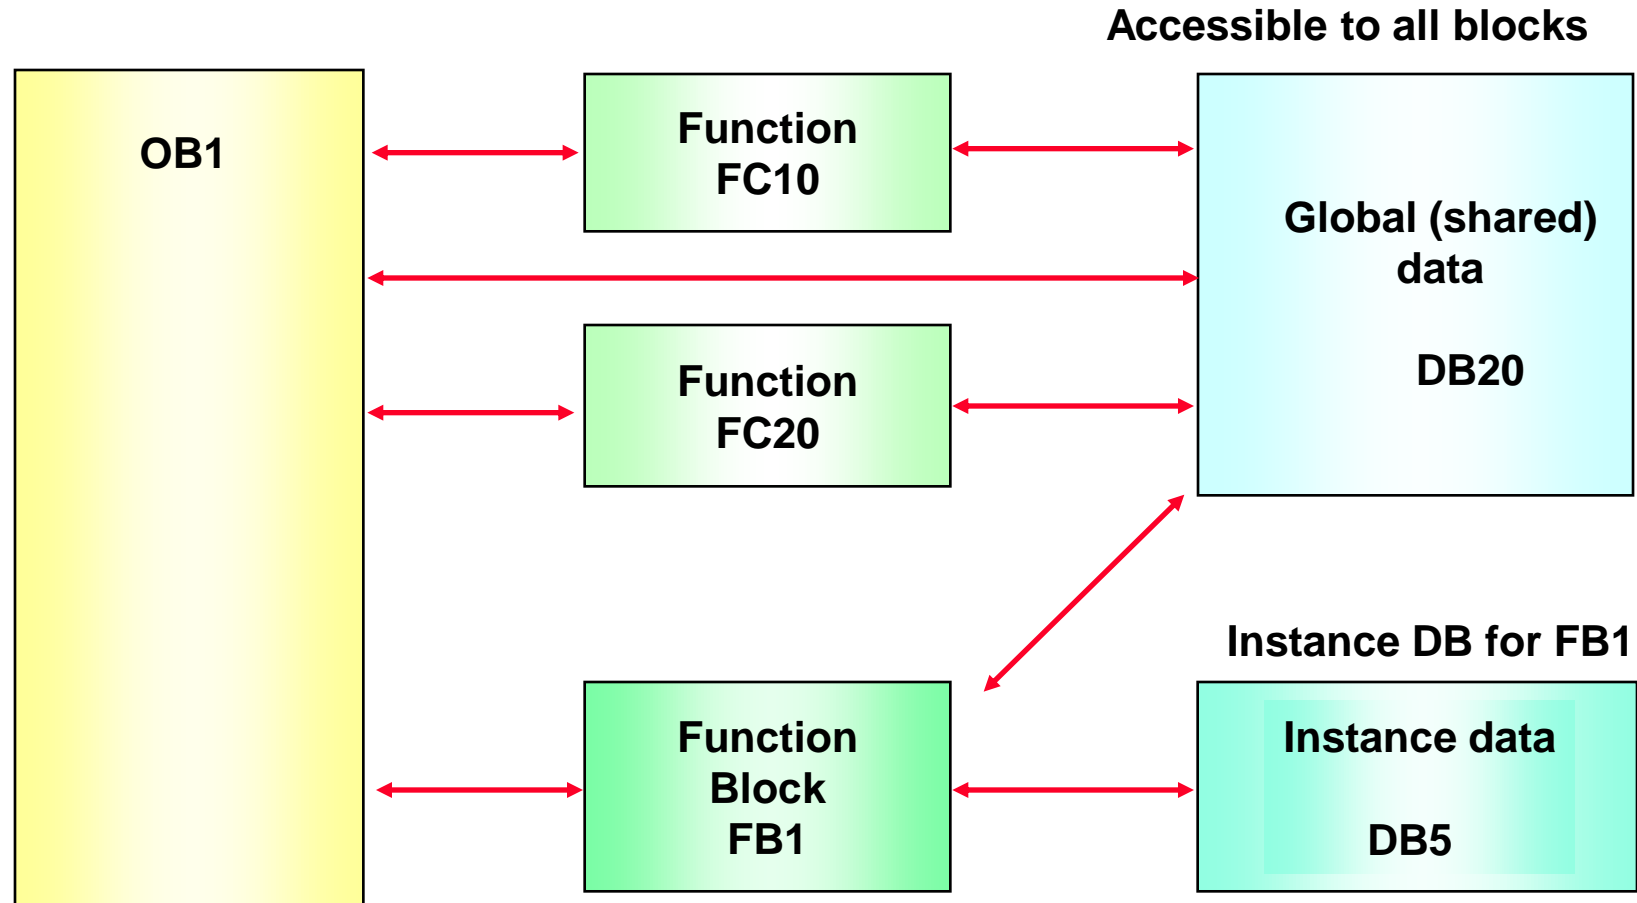 Accessible to all blocks
OB1
Function
FC10
Global (shared)
data
DB20
Function
FC20
Instance DB for FB1
Function
Block
FB1
Instance data
DB5